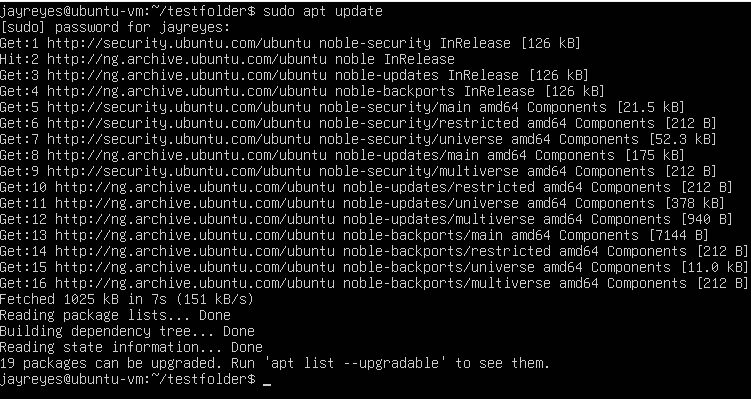 jayreyes@ubuntu-vm:~/testfolder$ sudo apt update
[sudo] password for jayreyes:
Get:1 http://security.ubuntu.com/ubuntu noble-security InRelease [126 kB]
Hit:2 http://ng.archive.ubuntu.com/ubuntu noble InRelease
Get:3 http://ng.archive.ubuntu.com/ubuntu noble-updates InRelease [126 kB]
Get:4 http://ng.archive.ubuntu.com/ubuntu noble-backports InRelease [126 kB]
Get:5 http://security.ubuntu.com/ubuntu noble-security/main amd64 Components [21.5 kB]
Get:6 http://security.ubuntu.com/ubuntu noble-security/restricted amd64 Components [212 B]
Get:7 http://security.ubuntu.com/ubuntu noble-security/universe amd64 Components [52.3 kB]
Get:8 http://ng.archive.ubuntu.com/ubuntu noble-updates/main amd64 Components [175 kB]
Get:9 http://security.ubuntu.com/ubuntu noble-security/multiverse amd64 Components [212 B]
Get:10 http://ng.archive.ubuntu.com/ubuntu noble-updates/restricted amd64 Components [212 B]
Get:11 http://ng.archive.ubuntu.com/ubuntu noble-updates/universe amd64 Components [378 kB]
Get:12 http://ng.archive.ubuntu.com/ubuntu noble-updates/multiverse amd64 Components [940 B]
Get:13 http://ng.archive.ubuntu.com/ubuntu noble-backports/main amd64 Components [7144 B]
Get:14 http://ng.archive.ubuntu.com/ubuntu noble-backports/restricted amd64 Components [212 B]
Get:15 http://ng.archive.ubuntu.com/ubuntu noble-backports/universe amd64 Components [11.0 kB]
Get:16 http://ng.archive.ubuntu.com/ubuntu noble-backports/multiverse amd64 Components [212 B]
Fetched 1025 kB in 7s (151 kB/s)
Reading package lists... Done
Building dependency tree... Done
Reading state information... Done
19 packages can be upgraded. Run 'apt list --upgradable' to see them.
jayreyes@ubuntu-vm:~/testfolder$ _